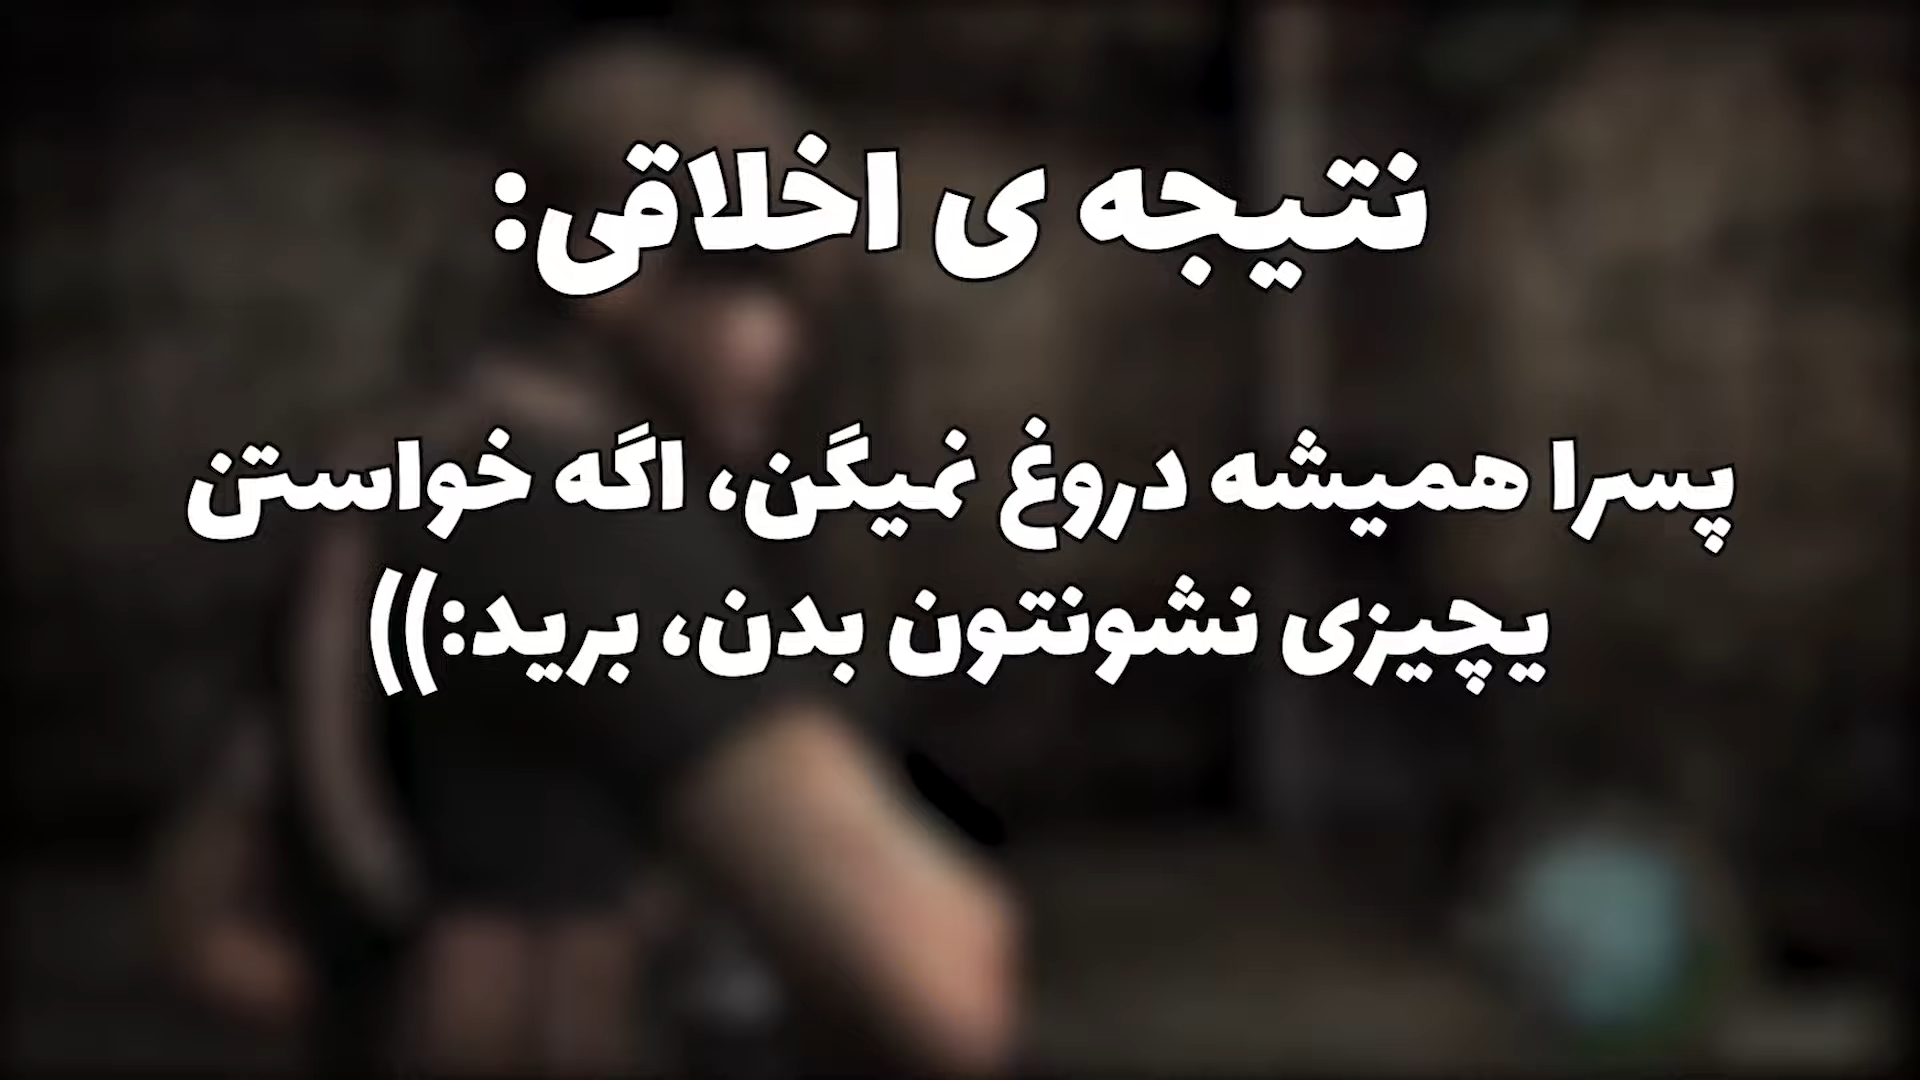 نتیجه ی اخلاقی:
پسرا همیشه دروغ نمیگن، اگه خواستن
یچیزی نشونتون بدن، برید:))